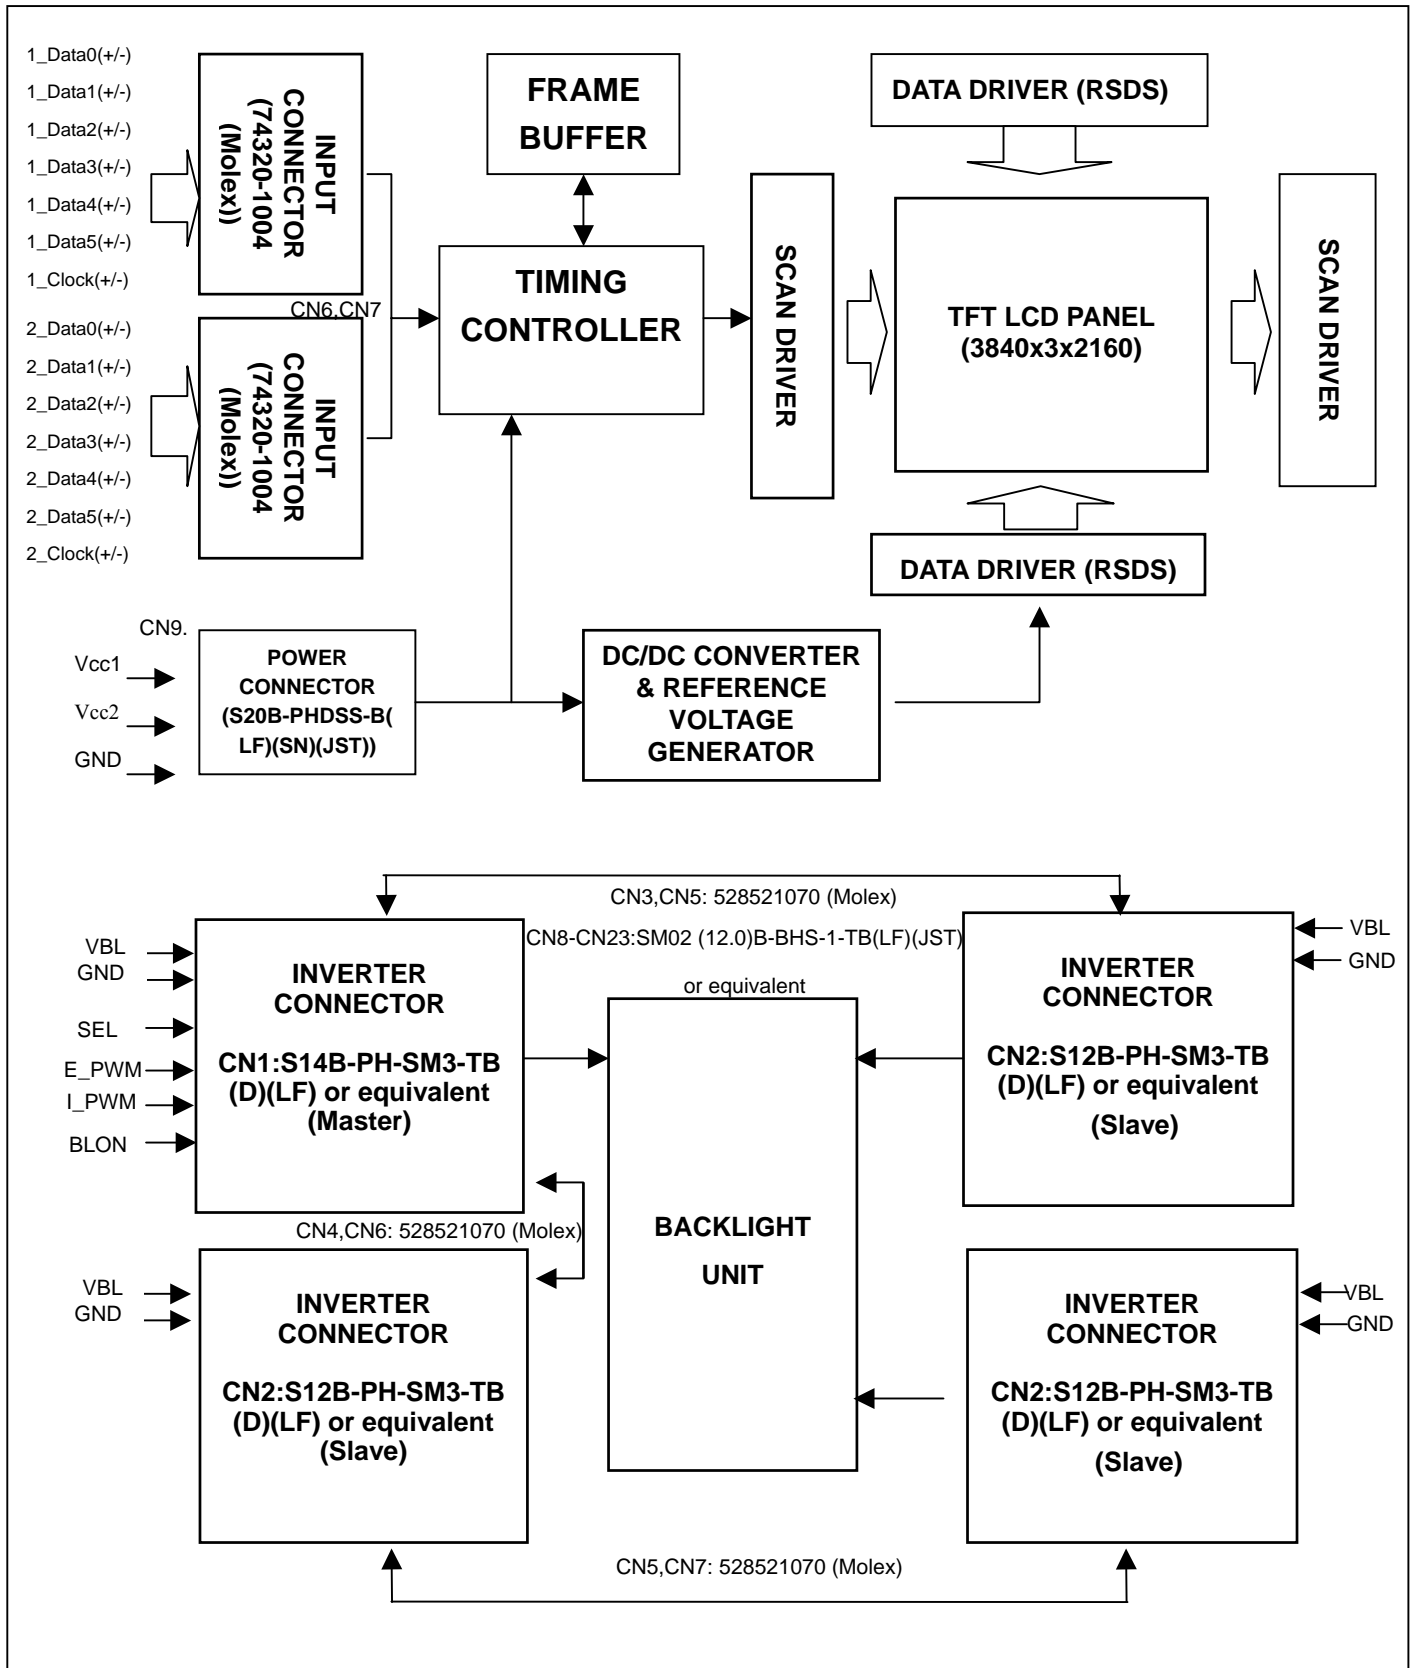 1_Data0(+/-)
1_Data1(+/-)
1_Data2(+/-)
1_Data3(+/-)
1_Data4(+/-)
1_Data5(+/-)
1_Clock(+/-)
INPUT
CONNECTOR
(74320-1004
(Molex))
CN6,CN7
2_Data0(+/-)
2_Data1(+/-)
2_Data2(+/-)
2_Data3(+/-)
2_Data4(+/-)
2_Data5(+/-)
2_Clock(+/-)
INPUT
CONNECTOR
(74320-1004
(Molex))
FRAME
BUFFER
TIMING
CONTROLLER
SCAN DRIVER
DATA DRIVER (RSDS)
TFT LCD PANEL
(3840x3x2160)
SCAN DRIVER
DATA DRIVER (RSDS)
CN9.
Vcc1
Vcc2
GND
POWER
CONNECTOR
(S20B-PHDSS-B(
LF)(SN)(JST))
DC/DC CONVERTER
& REFERENCE
VOLTAGE
GENERATOR
CN3,CN5: 528521070 (Molex)
CN8-CN23:SM02 (12.0)B-BHS-1-TB(LF)(JST)
or equivalent
VBL
GND
SEL
E_PWM
I_PWM
BLON
INVERTER
CONNECTOR
CN1:S14B-PH-SM3-TB
(D)(LF) or equivalent
(Master)
VBL
GND
INVERTER
CONNECTOR
CN2:S12B-PH-SM3-TB
(D)(LF) or equivalent
(Slave)
BACKLIGHT
UNIT
CN4,CN6: 528521070 (Molex)
VBL
GND
INVERTER
CONNECTOR
CN2:S12B-PH-SM3-TB
(D)(LF) or equivalent
(Slave)
VBL
GND
INVERTER
CONNECTOR
CN2:S12B-PH-SM3-TB
(D)(LF) or equivalent
(Slave)
CN5,CN7: 528521070 (Molex)